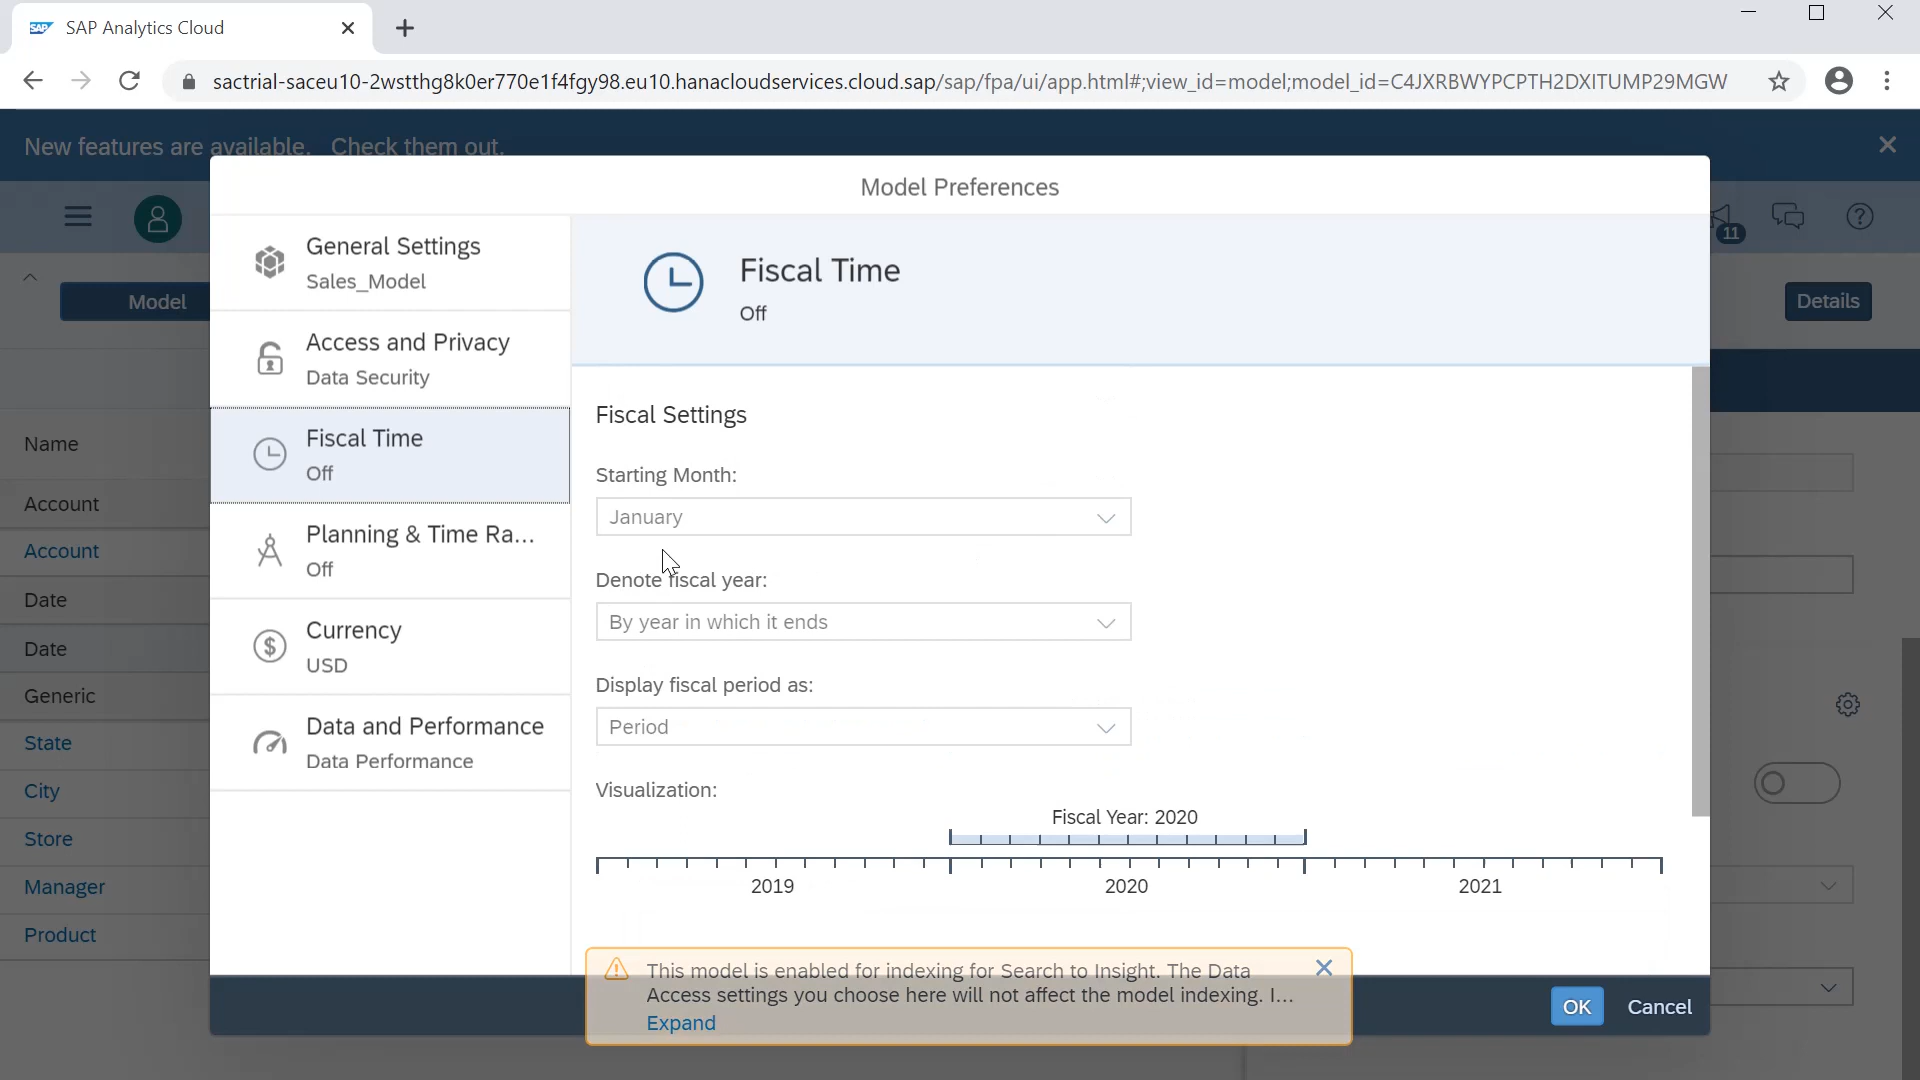 SAP SAP Analytics Cloud
sactrial-saceu10-2wstthg8k0er770e1f4fgy98.eu10.hanacloudservices.cloud.sap/sap/fpa/ui/app.html#;view_id=model;model_id=C4JXRBWYPCPTH2DXITUMP29MGW
New features are available. Check them out.
Model Preferences
11
Model
Details
General Settings
Sales_Model
Access and Privacy
Data Security
Fiscal Time
Off
Planning & Time Ra...
Off
Currency
USD
Data and Performance
Data Performance
Name
Account
Account
Date
Date
Generic
State
City
Store
Manager
Product
Fiscal Time
Off
Fiscal Settings
Starting Month:
January
Denote fiscal year:
By year in which it ends
Display fiscal period as:
Period
Visualization:
Fiscal Year: 2020
2019 2020 2021
This model is enabled for indexing for Search to Insight. The Data
Access settings you choose here will not affect the model indexing. I...
Expand
OK Cancel